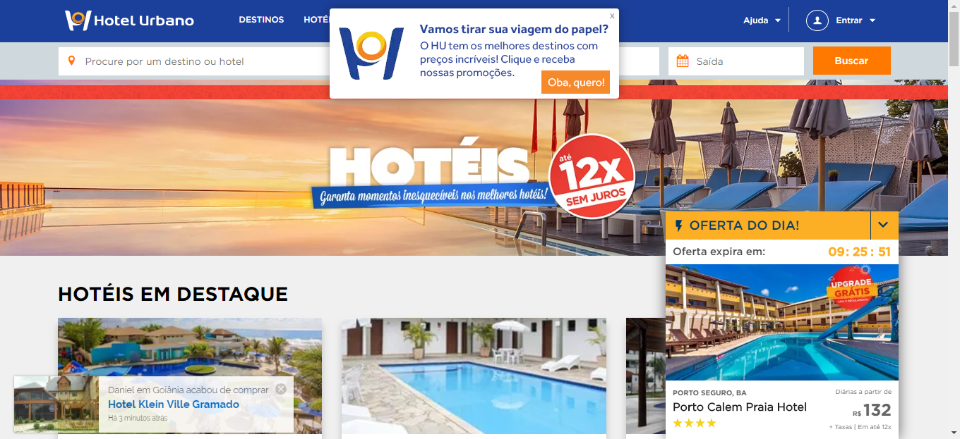 Hotel Urbano
DESTINOS
HOTÉ
Ajuda
Entrar
x
Vamos tirar sua viagem do papel?
O HU tem os melhores destinos com
preços incríveis! Clique e receba
nossas promoções.
Oba, quero!
Procure por um destino ou hotel
Saída
Buscar
HOTÉIS
Garanta momentos inesquecíveis nos melhores hotéis!
até
12x
SEM JUROS
OFERTA DO DIA!
Oferta expira em: 09: 25: 51
UPGRADE
GRÁTIS
HOTÉIS EM DESTAQUE
Daniel em Goiânia acabou de comprar
Hotel Klein Ville Gramado
Há 3 minutos atrás
PORTO SEGURO, BA
Diárias a partir de
Porto Calem Praia Hotel
R$ 132
+ Taxas | Em até 12x